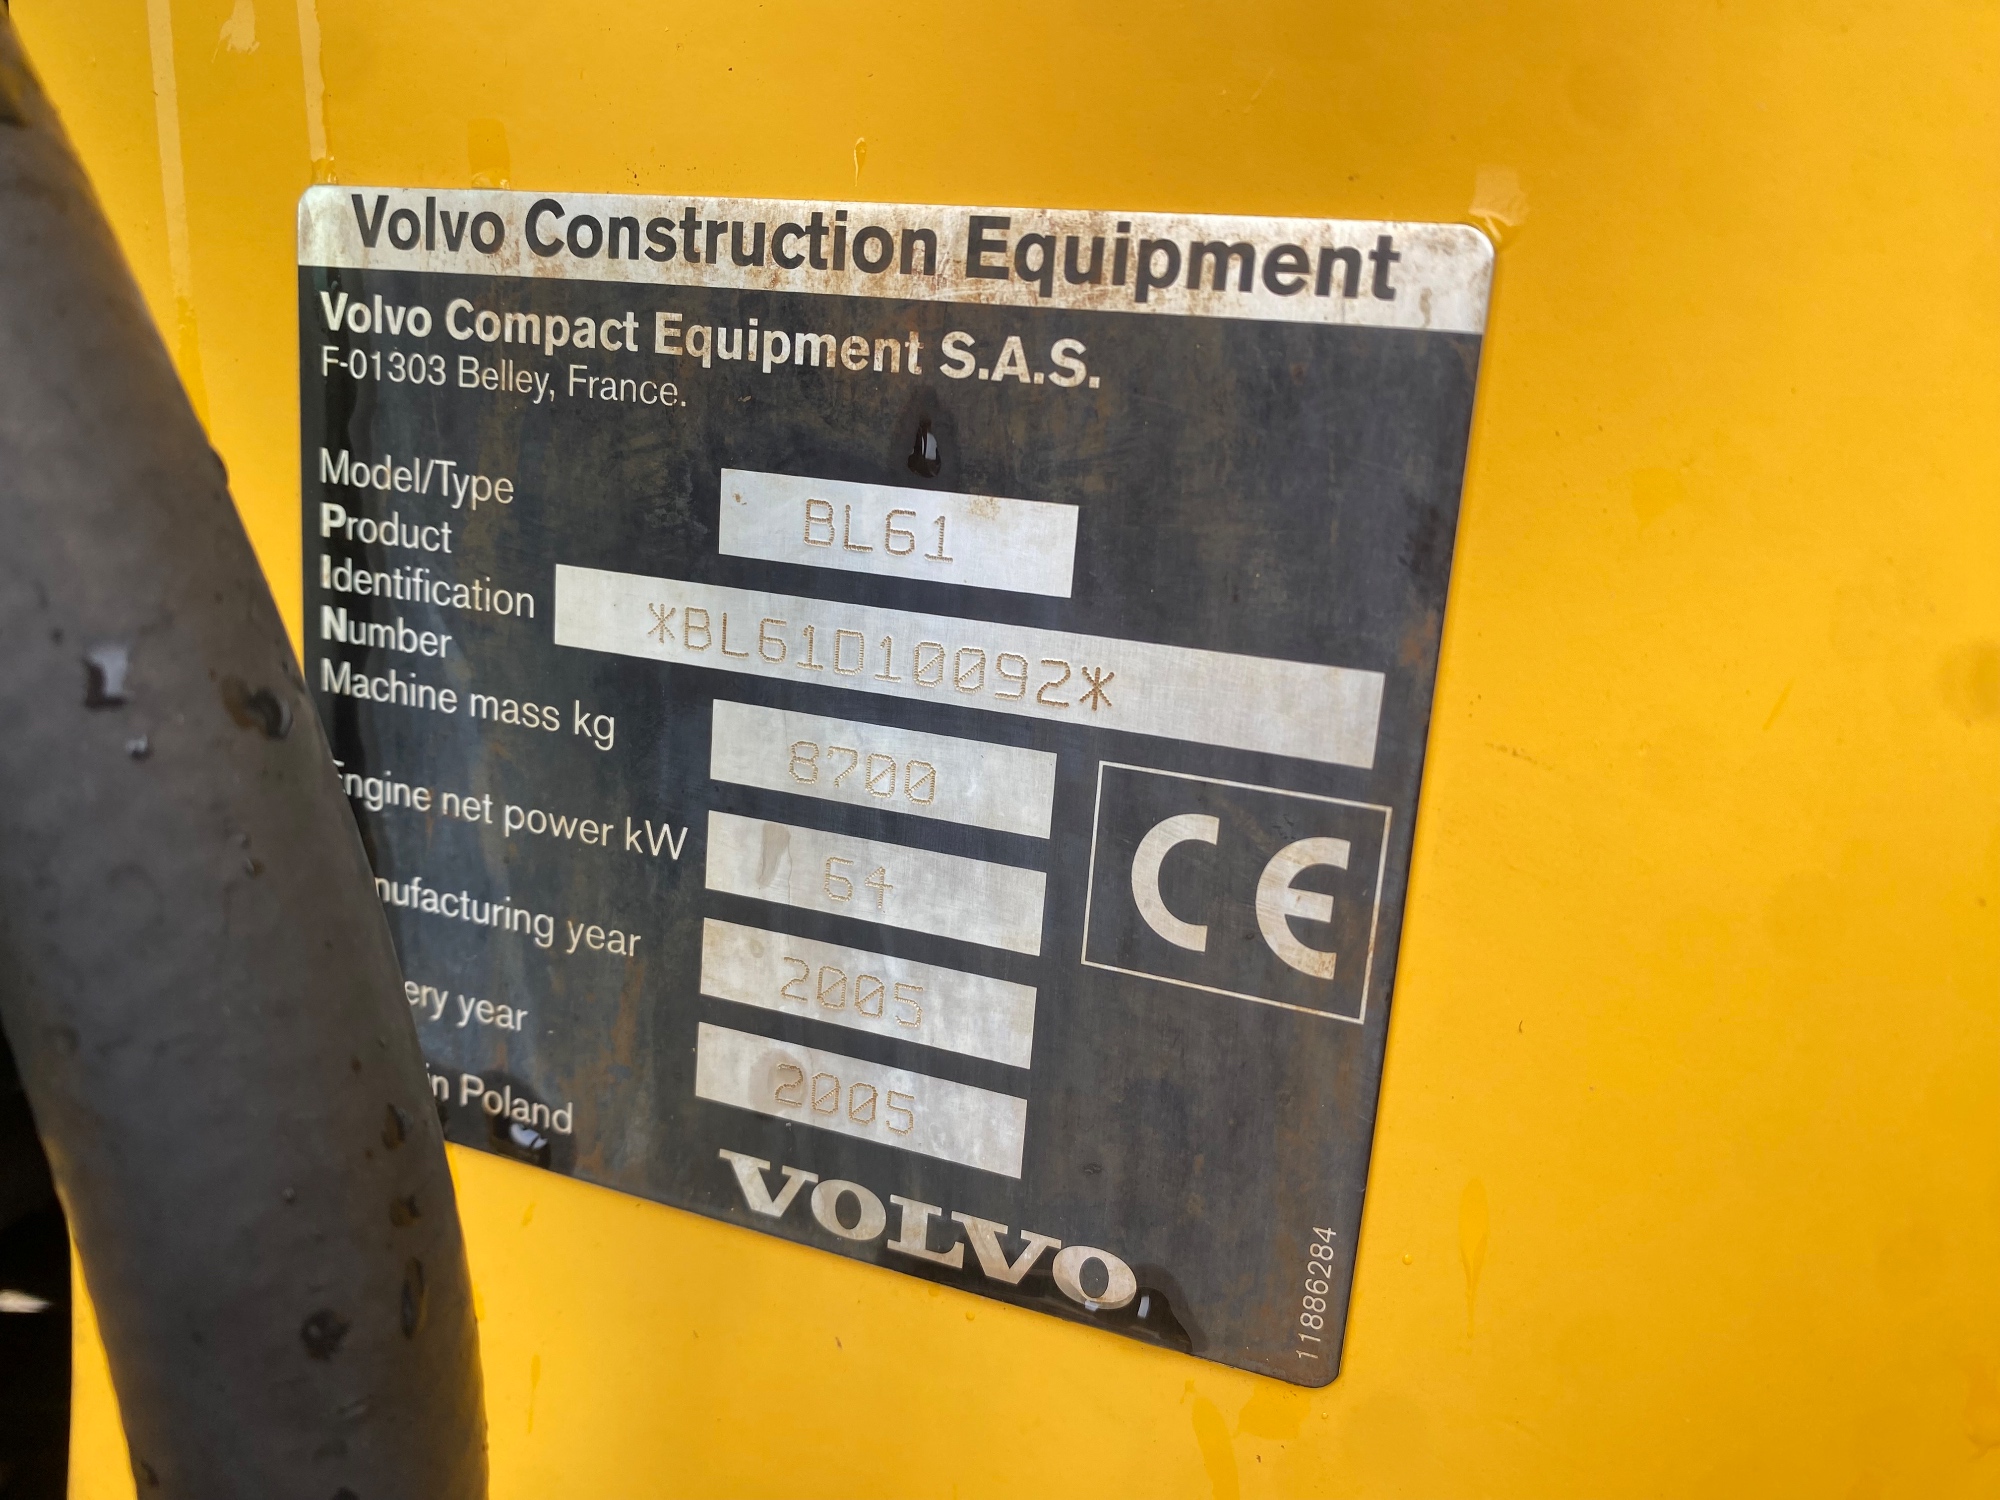 Volvo Construction Equipment
Volvo Compact Equipment S.A.S.
F-01303 Belley, France.
Model/Type BL61
Product
Identification *BL61D10092*
Number
Machine mass kg 8700
Engine net power kW 64
nufacturing year 2005
ery year 2005
in Poland
CE
VOLVO
11886284